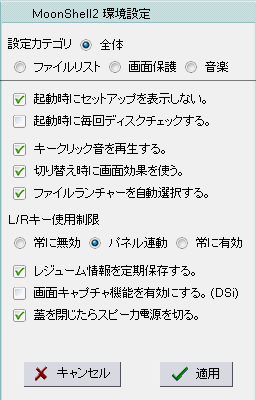 MoonShell2 環境設定
設定カテゴリ 全体
ファイルリスト 画面保護 音楽
起動時にセットアップを表示しない。
起動時に毎回ディスクチェックする。
キークリック音を再生する。
切り替え時に画面効果を使う。
ファイルランチャーを自動選択する。
L/Rキー使用制限
常に無効 パネル連動 常に有効
レジューム情報を定期保存する。
画面キャプチャ機能を有効にする。(DSi)
蓋を閉じたらスピーカ電源を切る。
キャンセル 適用